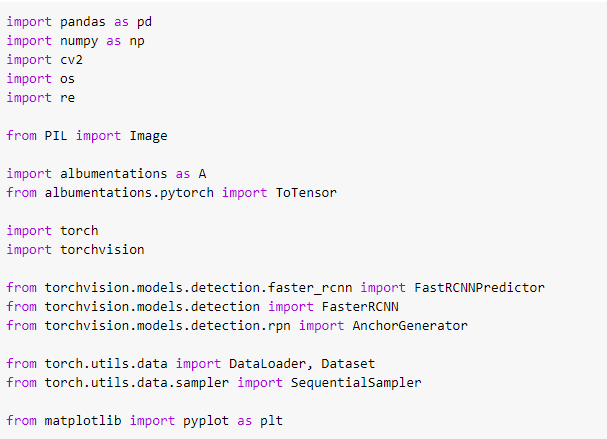 import pandas as pd
import numpy as np
import cv2
import os
import re
from PIL import Image
import albumentations as A
from albumentations.pytorch import ToTensor
import torch
import torchvision
from torchvision.models.detection.faster_rcnn import FastRCNNPredictor
from torchvision.models.detection import FasterRCNN
from torchvision.models.detection.rpn import AnchorGenerator
from torch.utils.data import DataLoader, Dataset
from torch.utils.data.sampler import SequentialSampler
from matplotlib import pyplot as plt